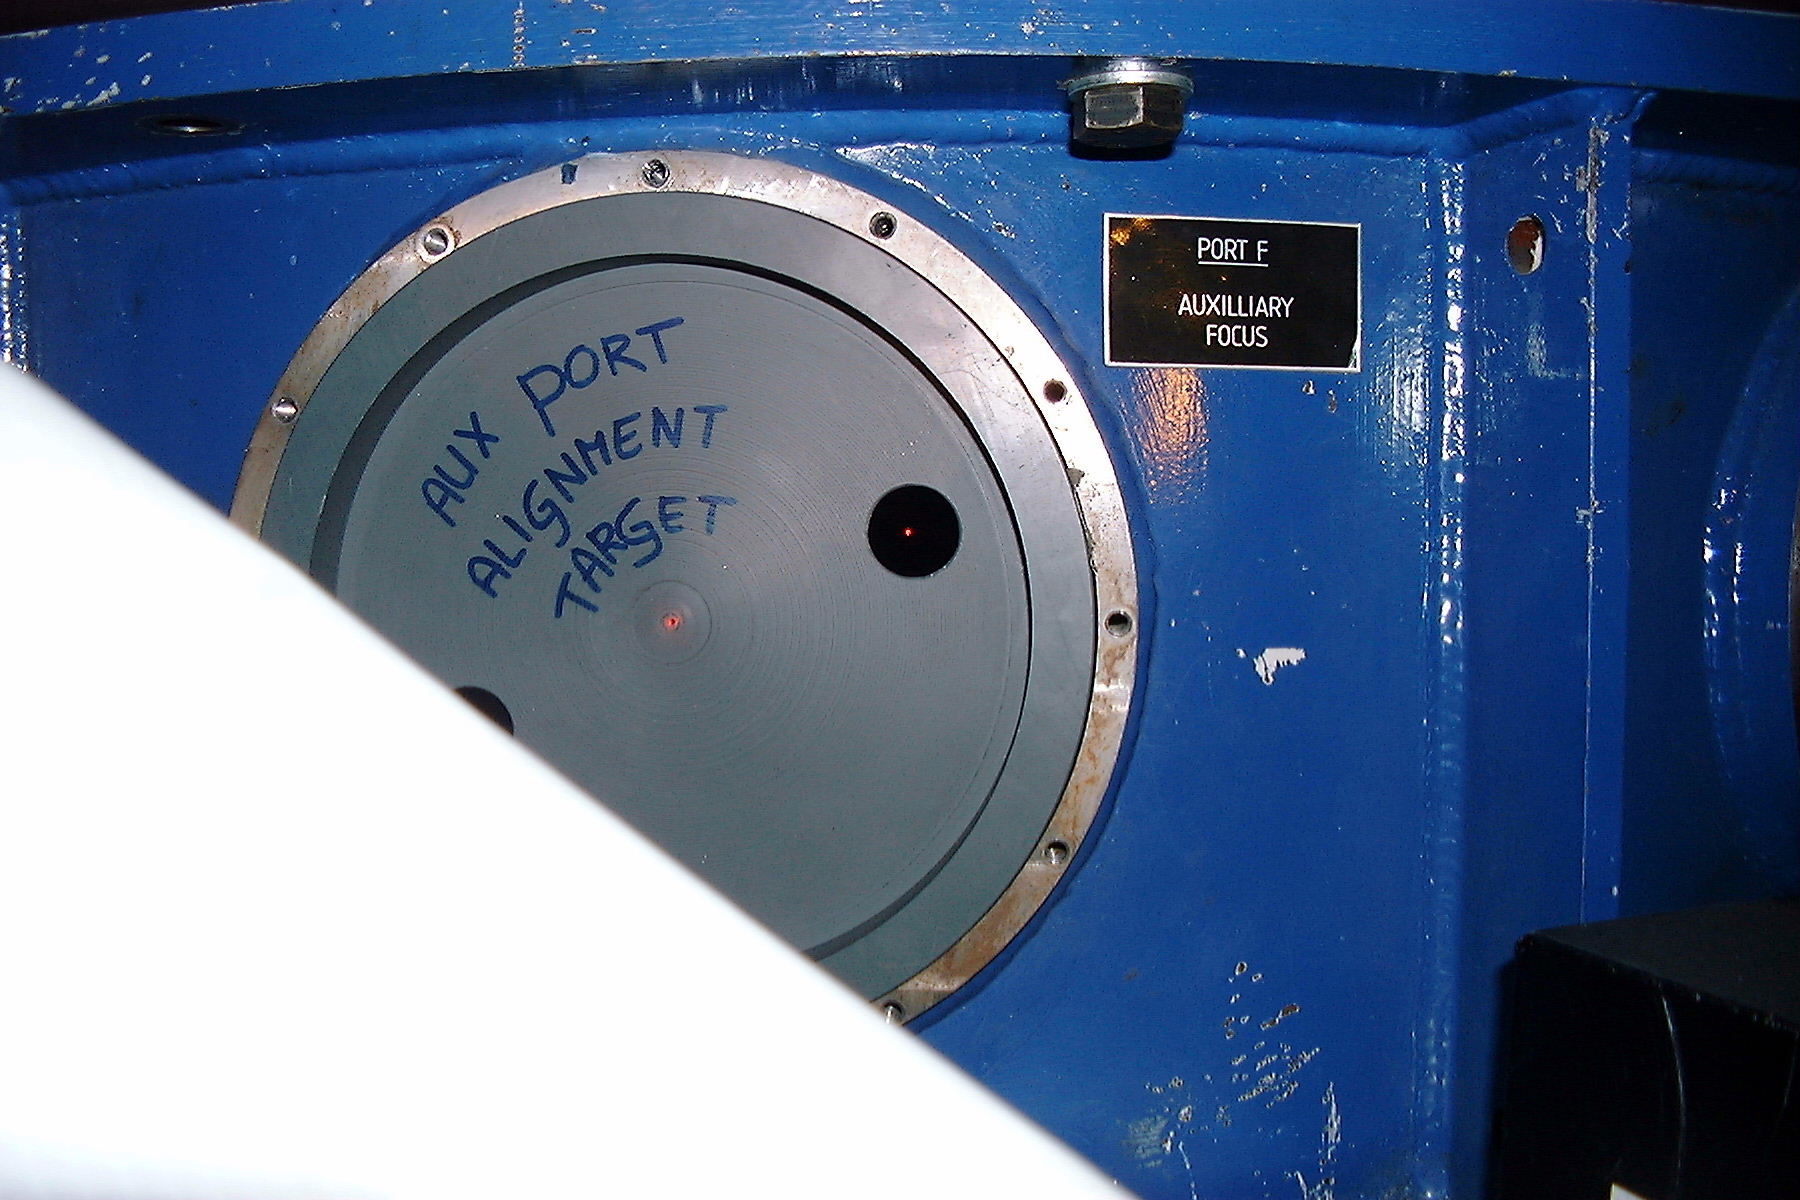 AUX PORT
ALIGNMENT
TARGET
PORT F
AUXILLIARY
FOCUS